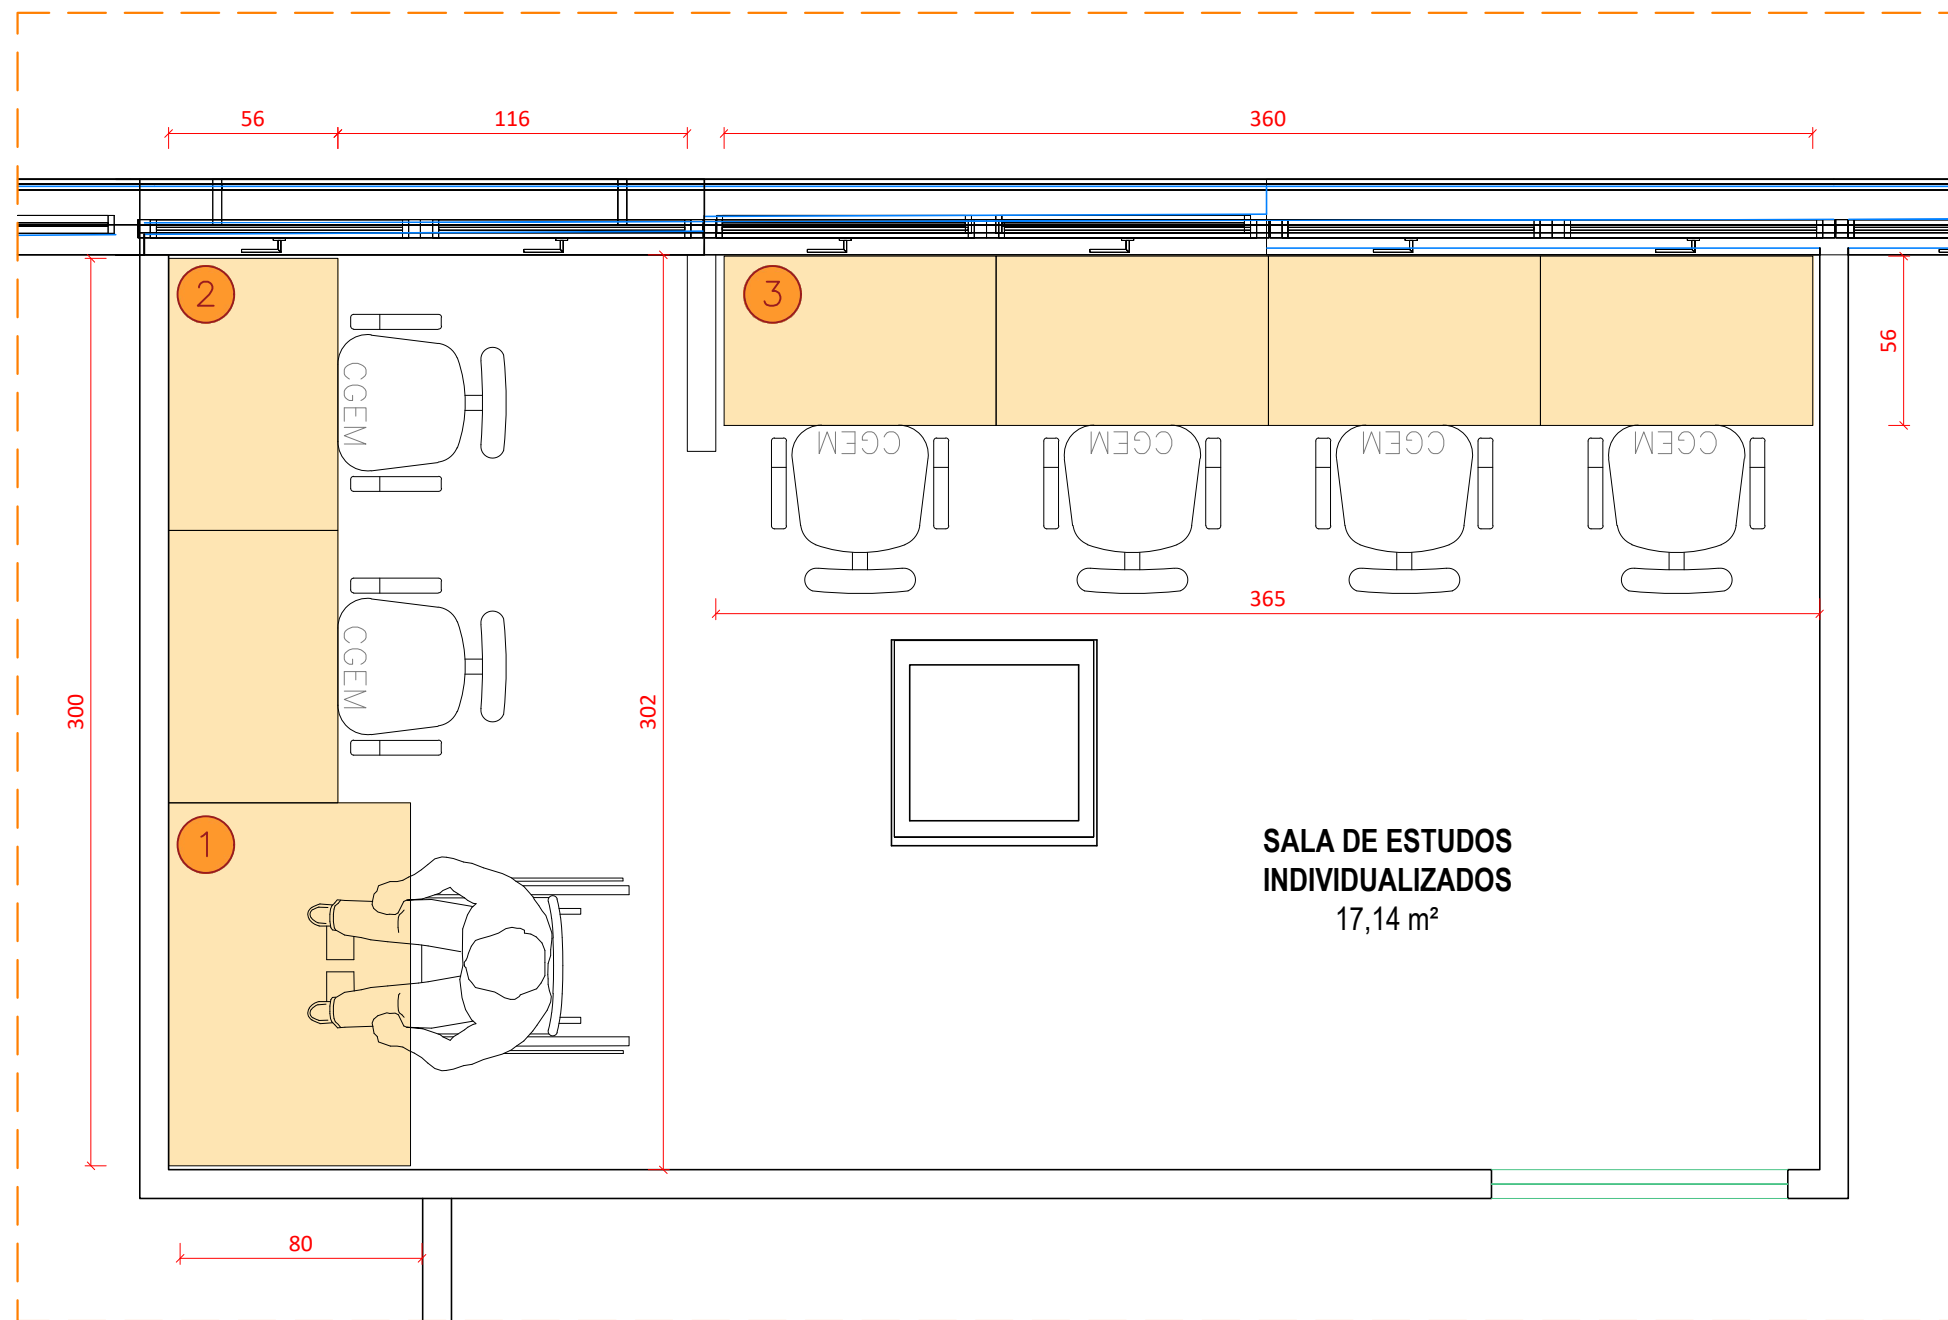 56
116
360
2
3
56
CGEM
CGEM
CGEM
CGEM
CGEM
365
CGEM
300
302
1
SALA DE ESTUDOS
INDIVIDUALIZADOS
17,14 m²
80